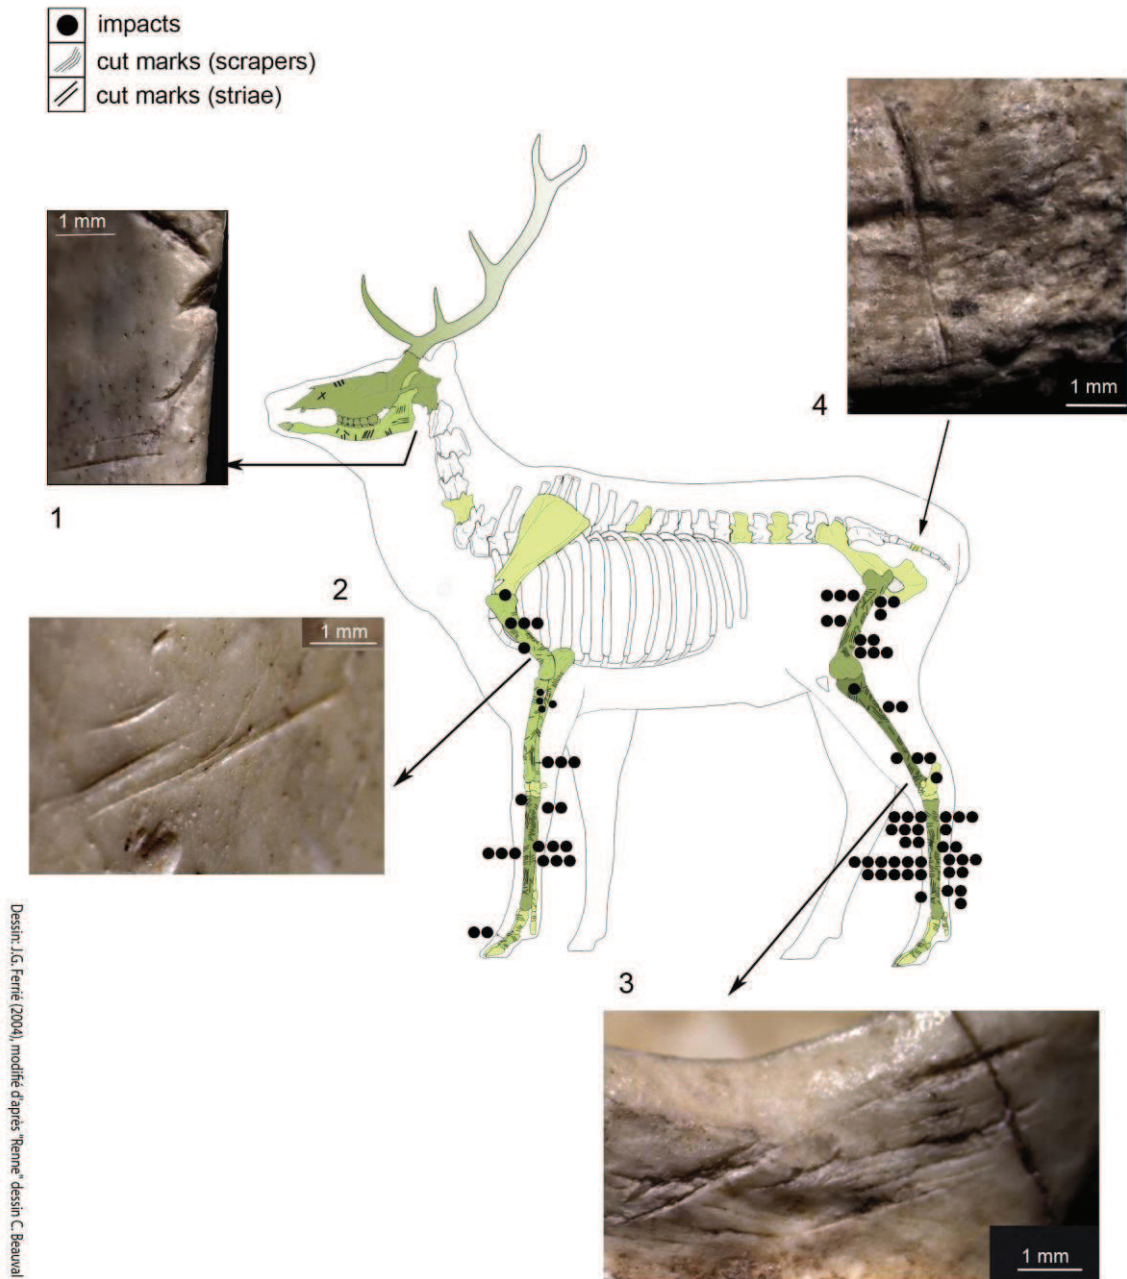 impacts
cut marks (scrapers)
cut marks (striae)
1 mm
1
4
1 mm
2
1 mm
3
1 mm
Dessin: J.G. Ferrié (2004), modifié d'après "Renne" dessin C. Beauval